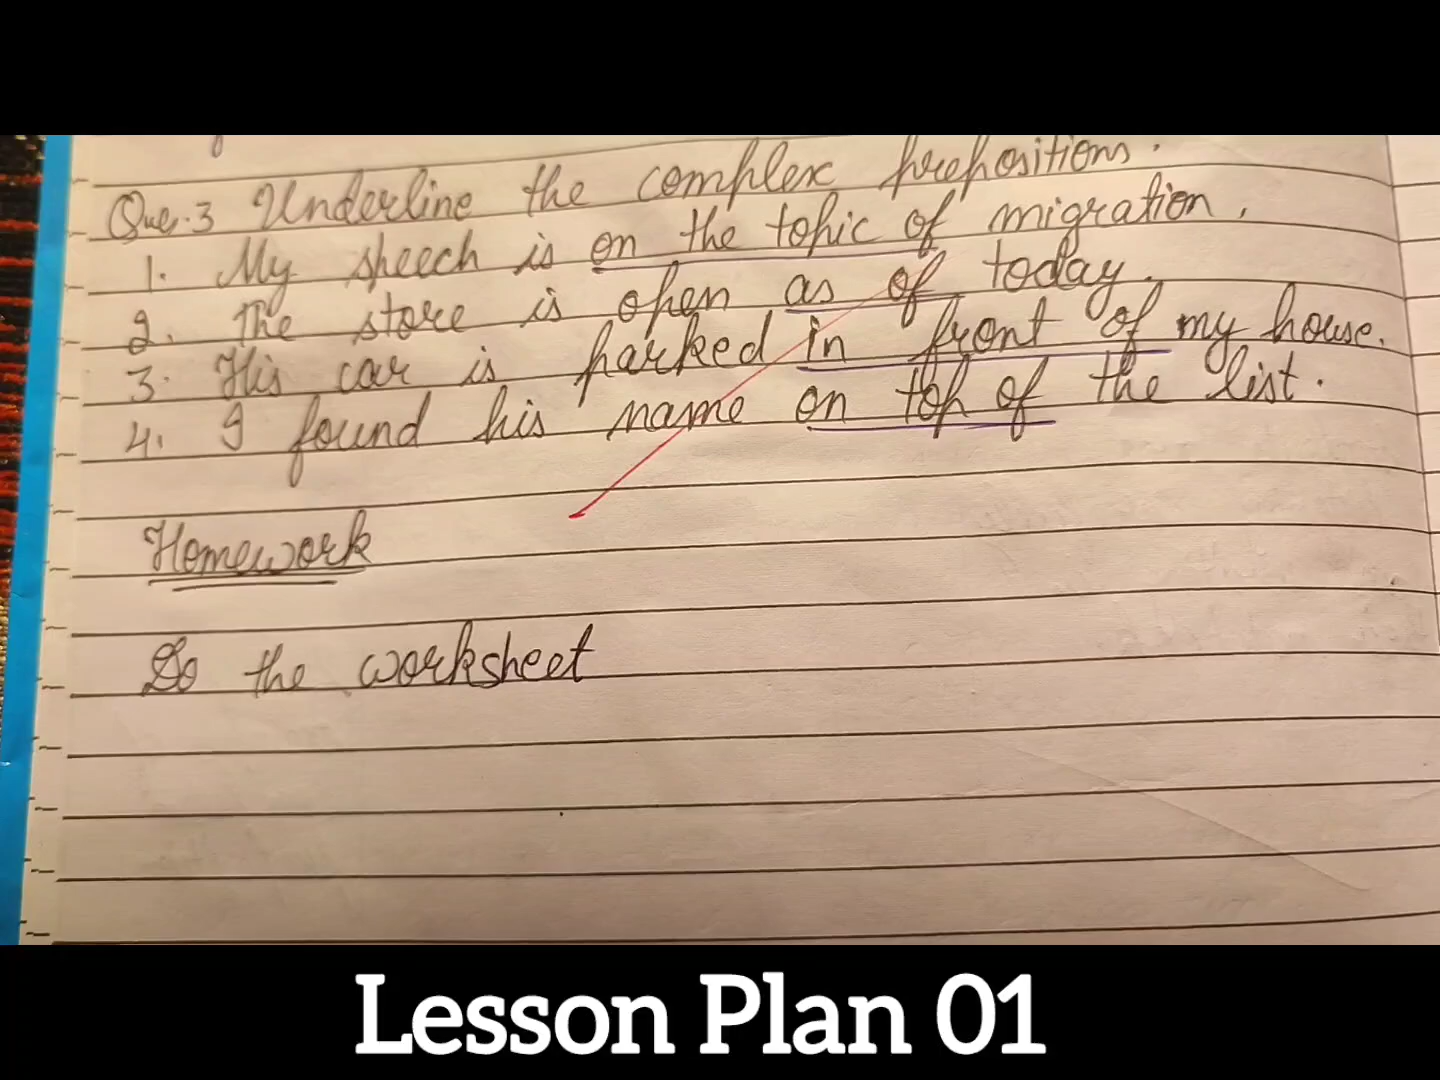 Que.3 Underline the complex prepositions.
1. My speech is on the topic of migration.
2. The store is open as of today.
3. His car is parked in front of my house.
4. I found his name on top of the list.
Homework
Do the worksheet
Lesson Plan 01